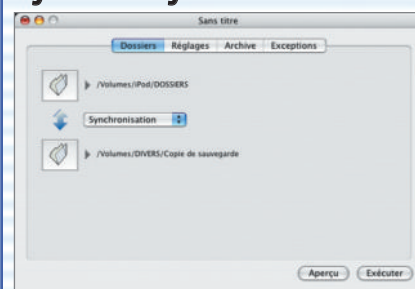 Sans titre
Dossiers Réglages Archive Exceptions
/Volumes/iPod/DOSSIERS
Synchronisation
/Volumes/DIVERS/Copie de sauvegarde
Aperçu Exécuter